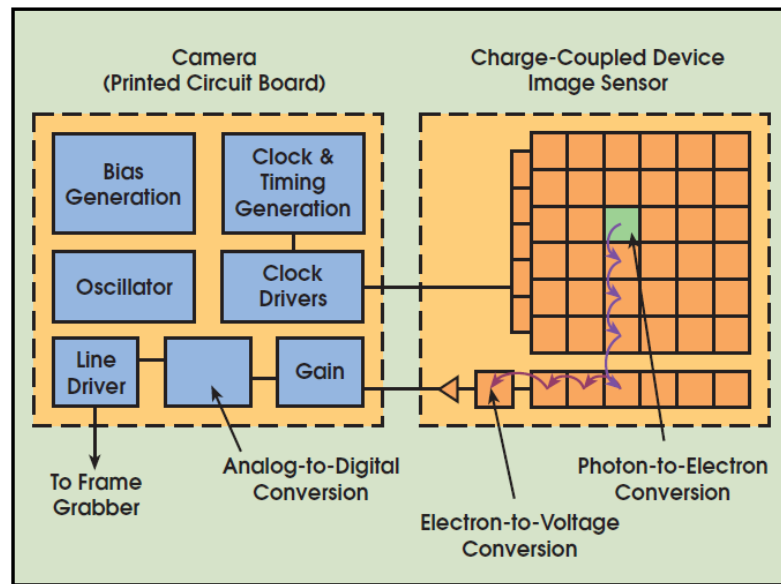 Camera
(Printed Circuit Board)
Charge-Coupled Device
Image Sensor
Bias
Generation
Clock &
Timing
Generation
Oscillator
Clock
Drivers
Line
Driver
Gain
To Frame
Grabber
Analog-to-Digital
Conversion
Electron-to-Voltage
Conversion
Photon-to-Electron
Conversion